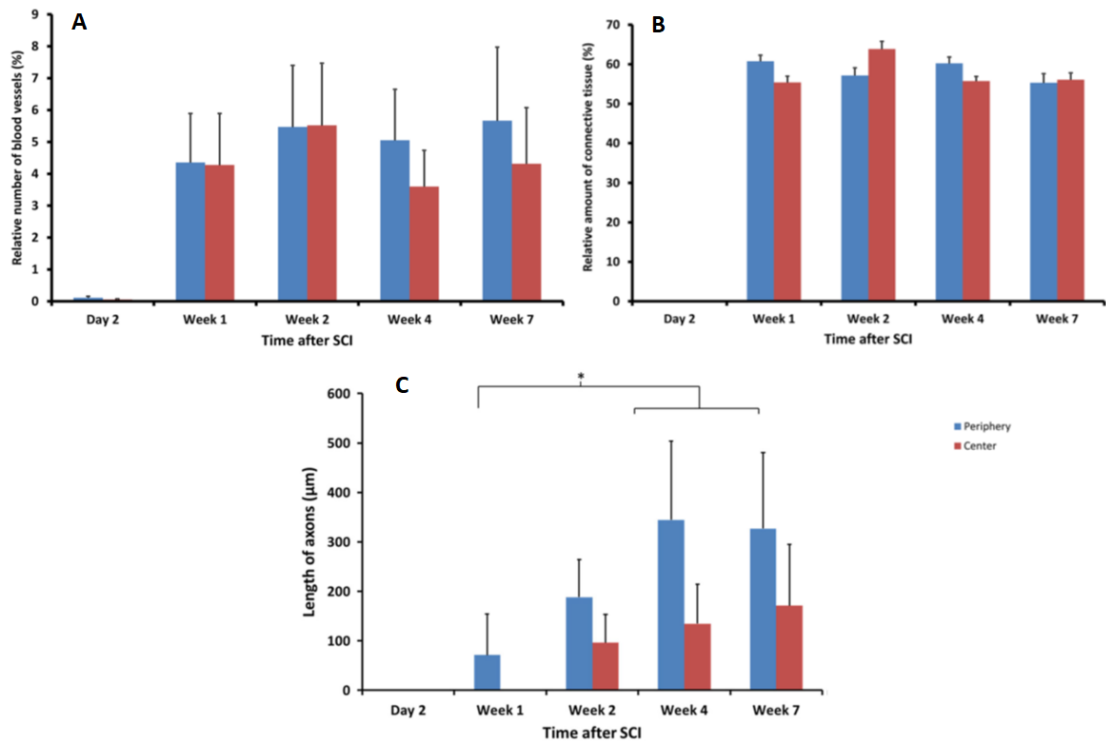 A
Relative number of blood vessels (%)
9
8
7
6
5
4
3
2
1
0
Day 2 Week 1 Week 2 Week 4 Week 7
Time after SCI
B
Relative amount of connective tissue (%)
70
60
50
40
30
20
10
0
Day 2 Week 1 Week 2 Week 4 Week 7
Time after SCI
C
*
Length of axons (µm)
600
500
400
300
200
100
0
Day 2 Week 1 Week 2 Week 4 Week 7
Time after SCI
Periphery
Center